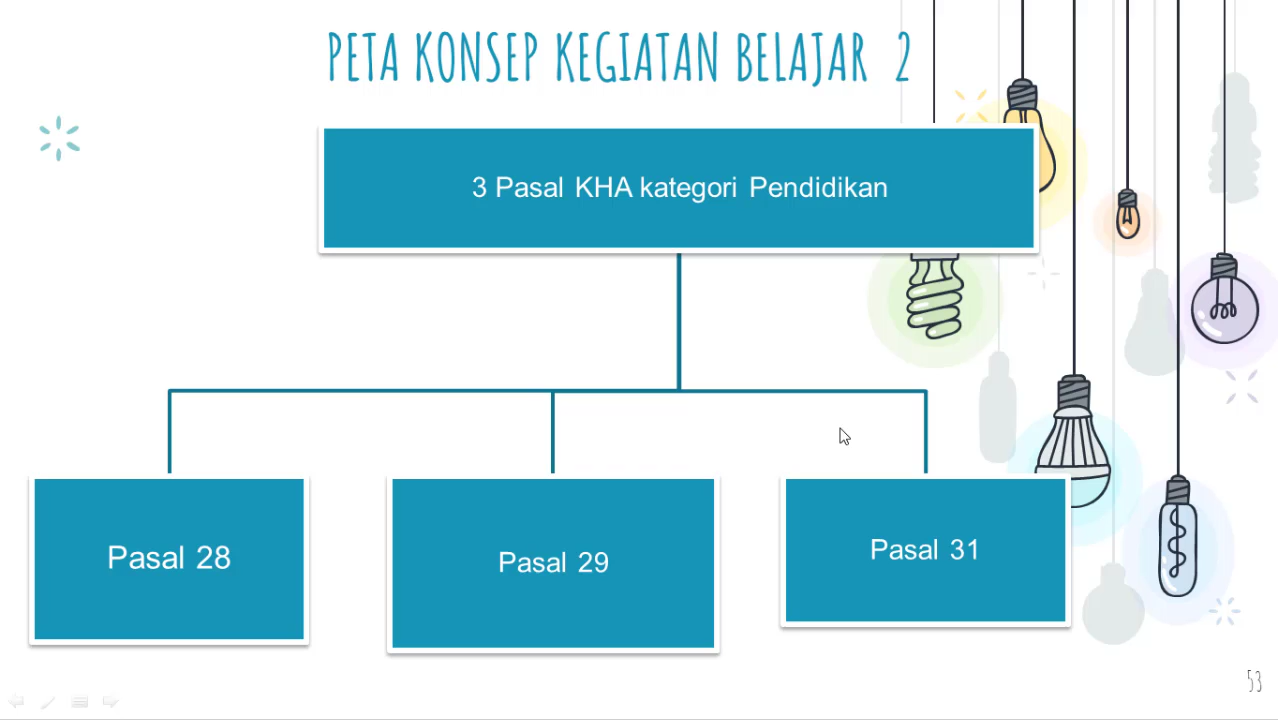 PETA KONSEP KEGIATAN BELAJAR 2
3 Pasal KHA kategori Pendidikan
Pasal 28
Pasal 29
Pasal 31
53